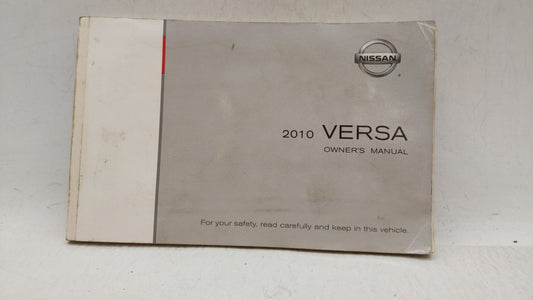 NISSAN
2010 VERSA
OWNER'S MANUAL
For your safety, read carefully and keep in this vehicle.